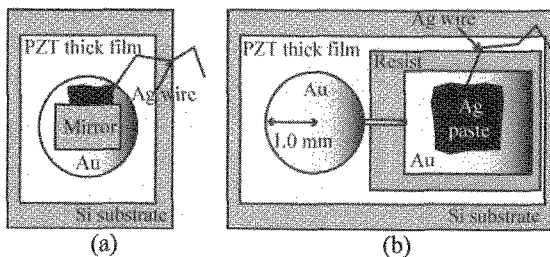 PZT thick film
Ag wire
Mirror
Au
Si substrate
(a)
Ag wire
PZT thick film
Resist
Au
1.0 mm
Ag
paste
Au
Si substrate
(b)